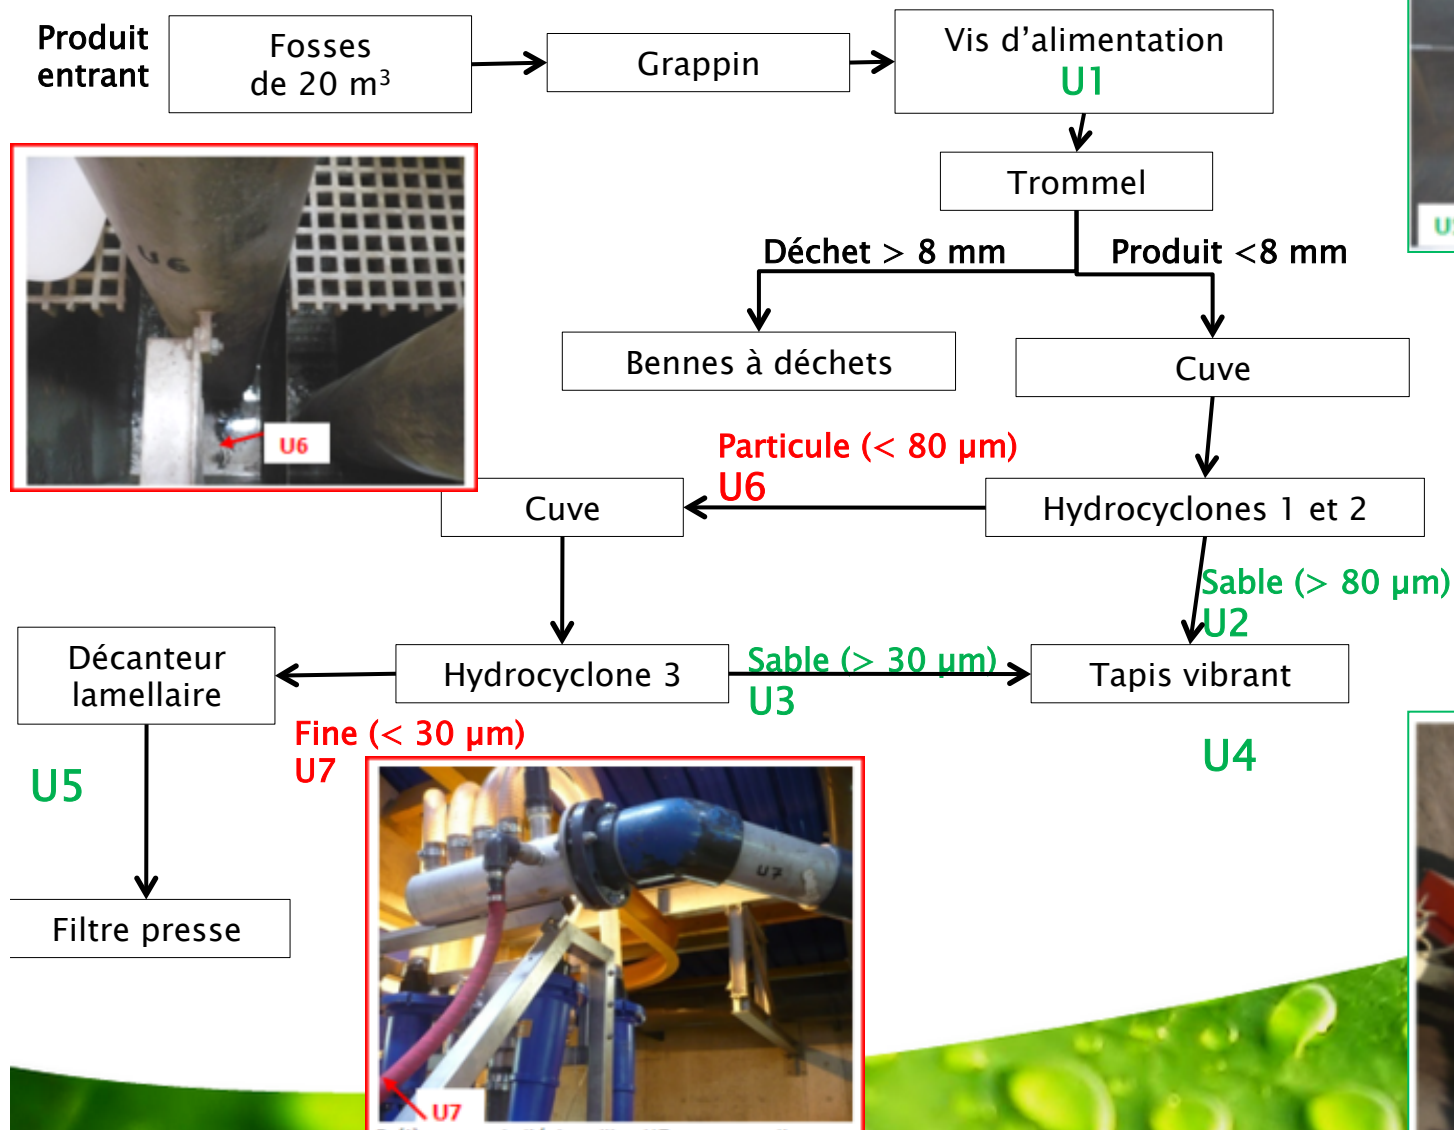 Produit
entrant
Fosses
de 20 m³
Grappin
Vis d’alimentation
U1
Trommel
Déchet > 8 mm
Produit <8 mm
Bennes à déchets
Cuve
U6
U6
Particule (< 80 µm)
U6
Cuve
Hydrocyclones 1 et 2
Sable (> 80 µm)
U2
Décanteur
lamellaire
Hydrocyclone 3
Sable (> 30 µm)
U3
Tapis vibrant
Fine (< 30 µm)
U7
U5
U4
Filtre presse
U7
U7